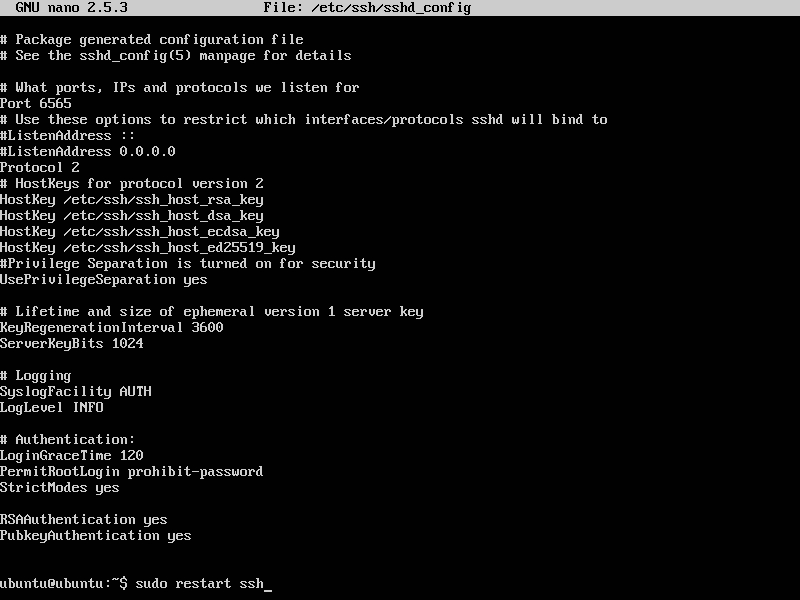 GNU nano 2.5.3 File: /etc/ssh/sshd_config
# Package generated configuration file
# See the sshd_config(5) manpage for details
# What ports, IPs and protocols we listen for
Port 6565
# Use these options to restrict which interfaces/protocols sshd will bind to
#ListenAddress ::
#ListenAddress 0.0.0.0
Protocol 2
# HostKeys for protocol version 2
HostKey /etc/ssh/ssh_host_rsa_key
HostKey /etc/ssh/ssh_host_dsa_key
HostKey /etc/ssh/ssh_host_ecdsa_key
HostKey /etc/ssh/ssh_host_ed25519_key
#Privilege Separation is turned on for security
UsePrivilegeSeparation yes
# Lifetime and size of ephemeral version 1 server key
KeyRegenerationInterval 3600
ServerKeyBits 1024
# Logging
SyslogFacility AUTH
LogLevel INFO
# Authentication:
LoginGraceTime 120
PermitRootLogin prohibit-password
StrictModes yes
RSAAuthentication yes
PubkeyAuthentication yes
ubuntu@ubuntu:~$ sudo restart ssh_